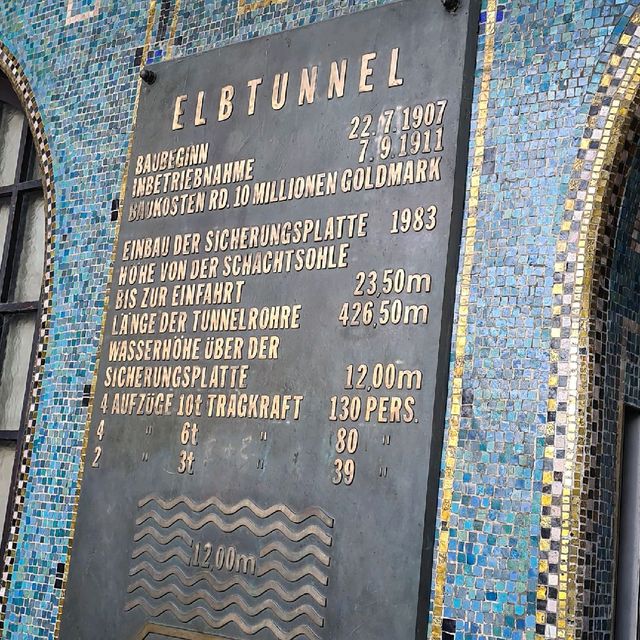 ELBTUNNEL
BAUBEGINN 22.7.1907
INBETRIEBNAHME 7.9.1911
BAUKOSTEN RD. 10 MILLIONEN GOLDMARK
EINBAU DER SICHERUNGSPLATTE 1983
HÖHE VON DER SCHACHTSOHLE
BIS ZUR EINFAHRT 23,50m
LÄNGE DER TUNNELROHRE 426,50m
WASSERHÖHE ÜBER DER
SICHERUNGSPLATTE 12,00m
4 AUFZÜGE 10t TRAGKRAFT 130 PERS.
4 " 6t " 80 "
2 " 3t " 39 "
12,00m